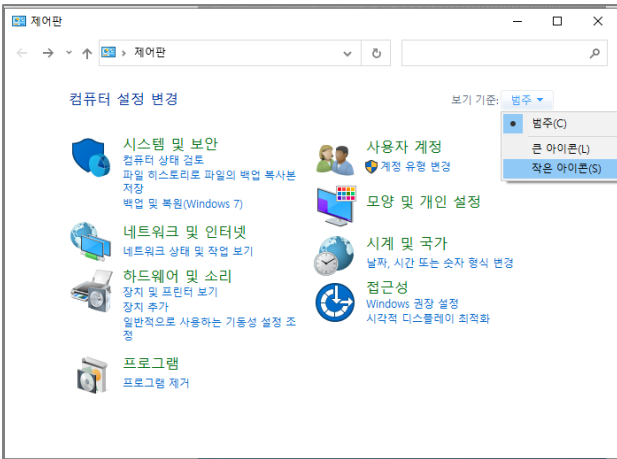 제어판
제어판
컴퓨터 설정 변경
보기 기준: 범주
범주(C)
큰 아이콘(L)
작은 아이콘(S)
시스템 및 보안
컴퓨터 상태 검토
파일 히스토리로 파일의 백업 복사본
저장
백업 및 복원(Windows 7)
네트워크 및 인터넷
네트워크 상태 및 작업 보기
하드웨어 및 소리
장치 및 프린터 보기
장치 추가
일반적으로 사용하는 기동성 설정 조
정
프로그램
프로그램 제거
사용자 계정
계정 유형 변경
모양 및 개인 설정
시계 및 국가
날짜, 시간 또는 숫자 형식 변경
접근성
Windows 권장 설정
시각적 디스플레이 최적화